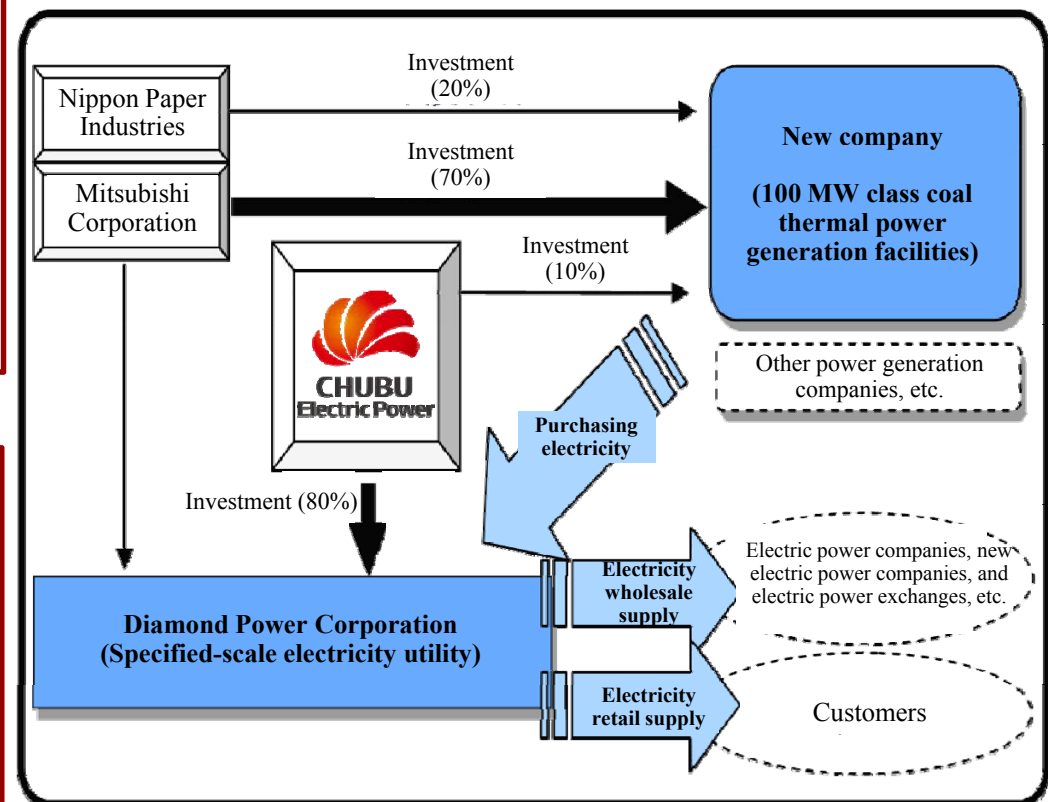 Investment
(20%)
Nippon Paper
Industries
New company
(100 MW class coal
thermal power
generation facilities)
Investment
(70%)
Mitsubishi
Corporation
Investment
(10%)
CHUBU
Electric Power
Other power generation
companies, etc.
Purchasing
electricity
Investment (80%)
Diamond Power Corporation
(Specified-scale electricity utility)
Electricity
wholesale
supply
Electric power companies, new
electric power companies, and
electric power exchanges, etc.
Electricity
retail supply
Customers